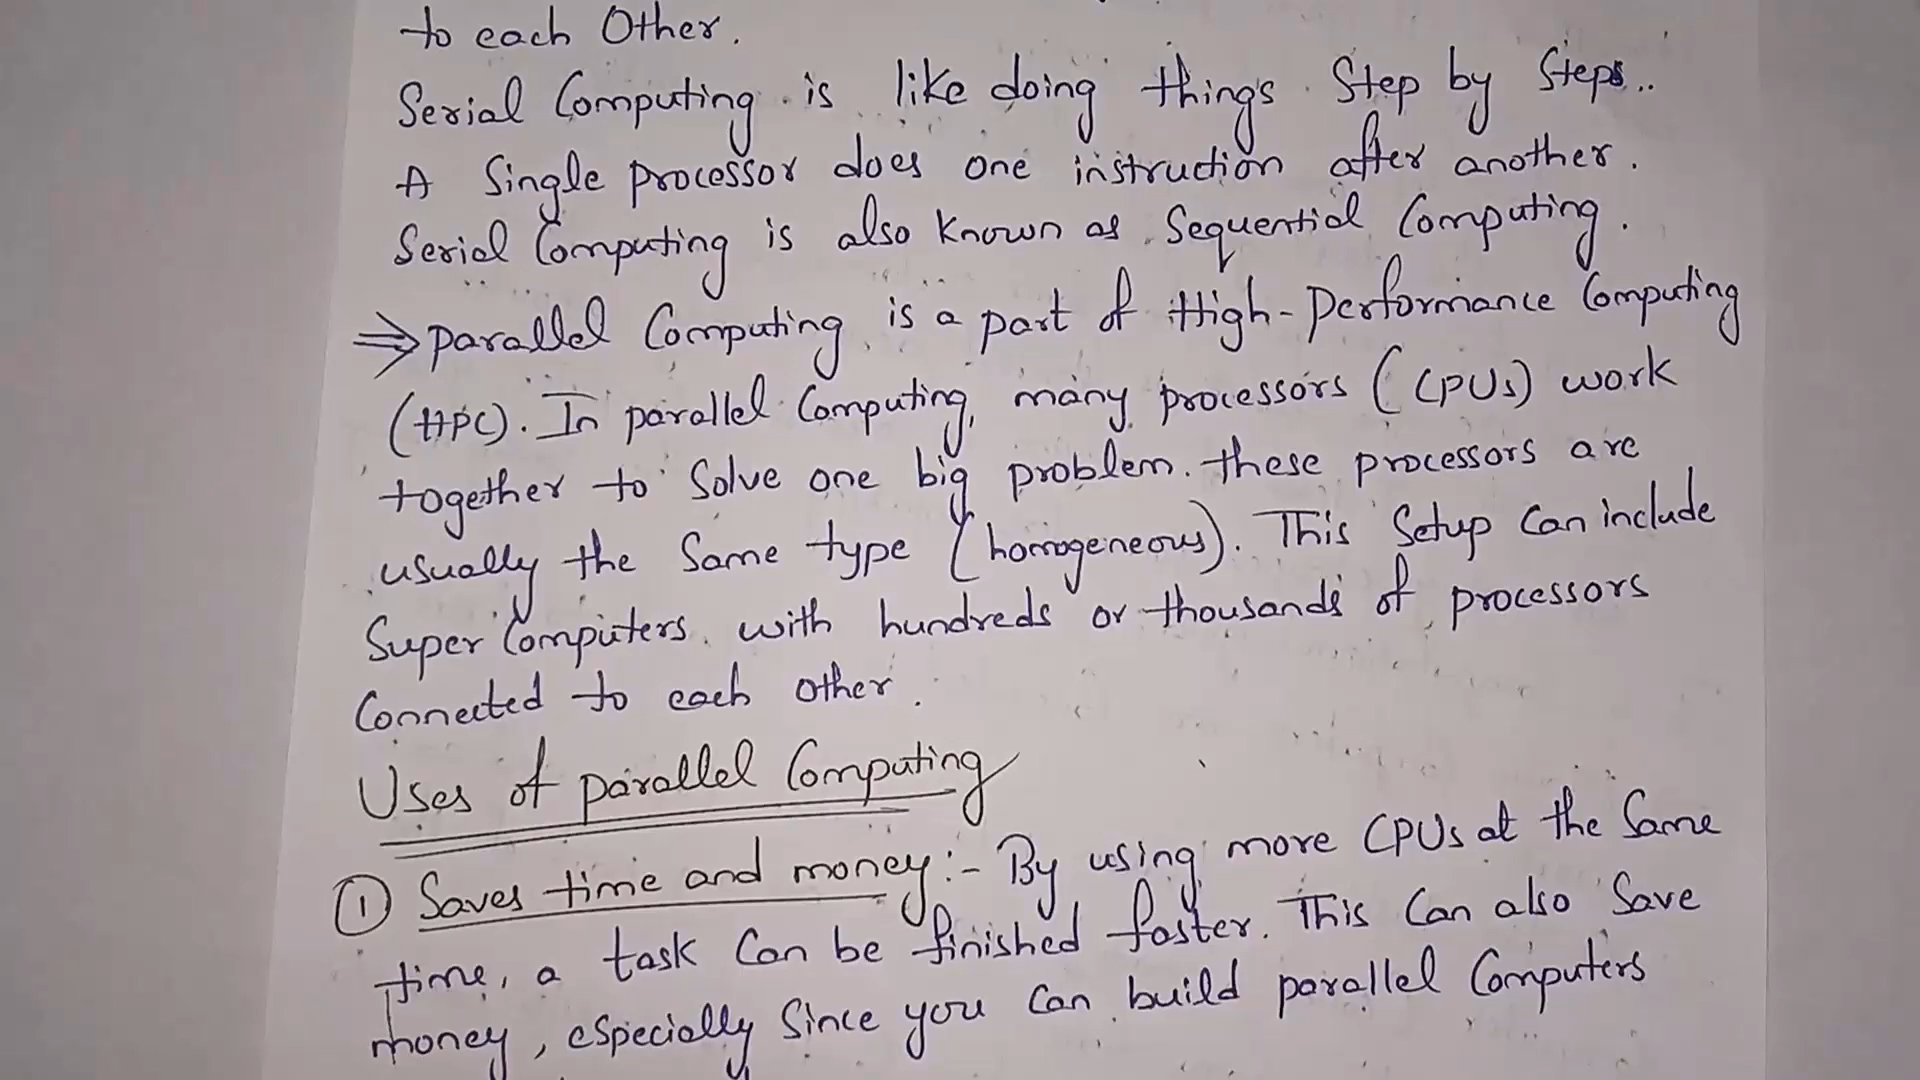 to each Other.
Serial Computing is like doing things Step by Steps..
A Single processor does one instruction after another.
Serial Computing is also known as Sequential Computing.
⇒ parallel Computing is a part of High-Performance Computing
(HPC). In parallel Computing, many processors (CPUs) work
together to Solve one big problem. these processors are
usually the Same type (homogeneous). This Setup Can include
Super Computers with hundreds or thousands of processors
Connected to each other.
Uses of parallel Computing
① Saves time and money:- By using more CPUs at the Same
time, a task Can be finished faster. This Can also Save
money, especially Since you Can build parallel Computers